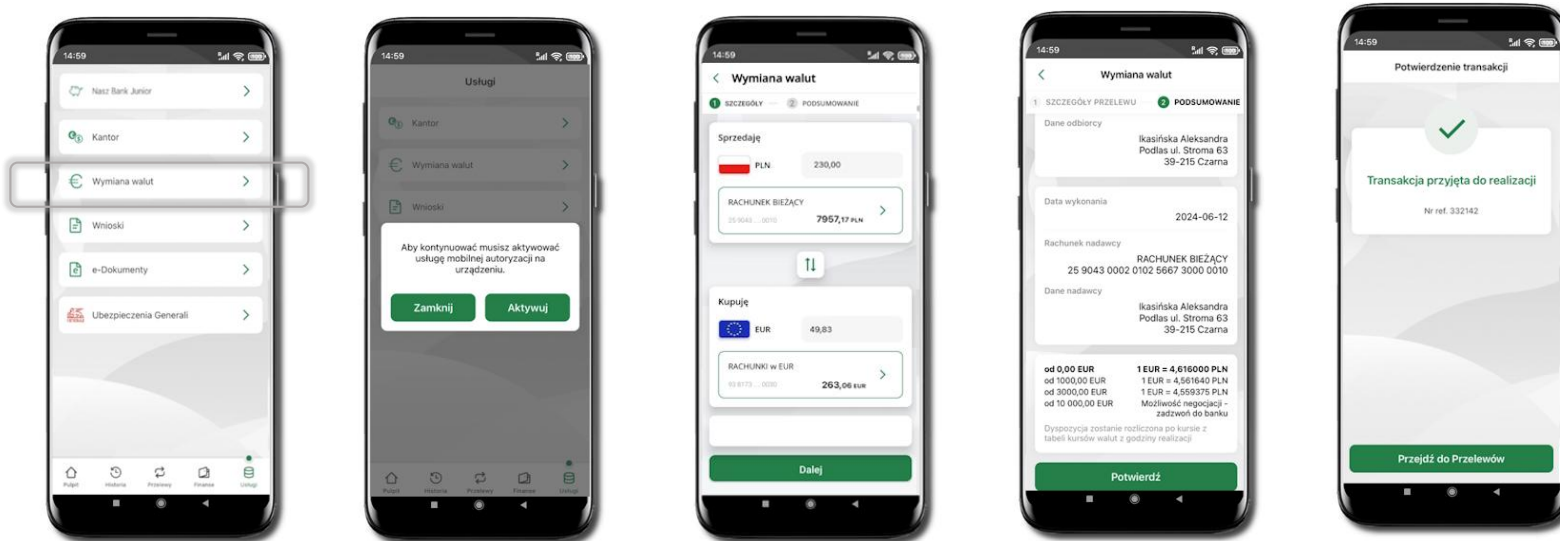 14:59
Nasz Bank Junior
Kantor
Wymiana walut
Wnioski
e-Dokumenty
Ubezpieczenia Generali
Pulpit
Historia
Przelewy
Finanse
Usługi
14:59
Usługi
Kantor
Wymiana walut
Wnioski
Aby kontynuować musisz aktywować
usługę mobilnej autoryzacji na
urządzeniu.
Zamknij
Aktywuj
Pulpit
Historia
Przelewy
Finanse
Usługi
14:59
Wymiana walut
1 SZCZEGÓŁY
2 PODSUMOWANIE
Sprzedaję
PLN
230,00
RACHUNEK BIEŻĄCY
25 9043 ... 0010
7957,17 PLN
Kupuję
EUR
49,83
RACHUNKI w EUR
263,06 EUR
Dalej
14:59
Wymiana walut
1 SZCZEGÓŁY PRZELEWU
2 PODSUMOWANIE
Dane odbiorcy
Ikasińska Aleksandra
Podlas ul. Stroma 63
39-215 Czarna
Data wykonania
2024-06-12
Rachunek nadawcy
RACHUNEK BIEŻĄCY
25 9043 0002 0102 5667 3000 0010
Dane nadawcy
Ikasińska Aleksandra
Podlas ul. Stroma 63
39-215 Czarna
od 0,00 EUR 1 EUR = 4,616000 PLN
od 1000,00 EUR 1 EUR = 4,561640 PLN
od 3000,00 EUR 1 EUR = 4,559375 PLN
od 10 000,00 EUR Możliwość negocjacji -
zadzwoń do banku
Dyspozycja zostanie rozliczona po kursie z
tabeli kursów walut z godziny realizacji
Potwierdź
14:59
Potwierdzenie transakcji
Transakcja przyjęta do realizacji
Nr ref. 332142
Przejdź do Przelewów